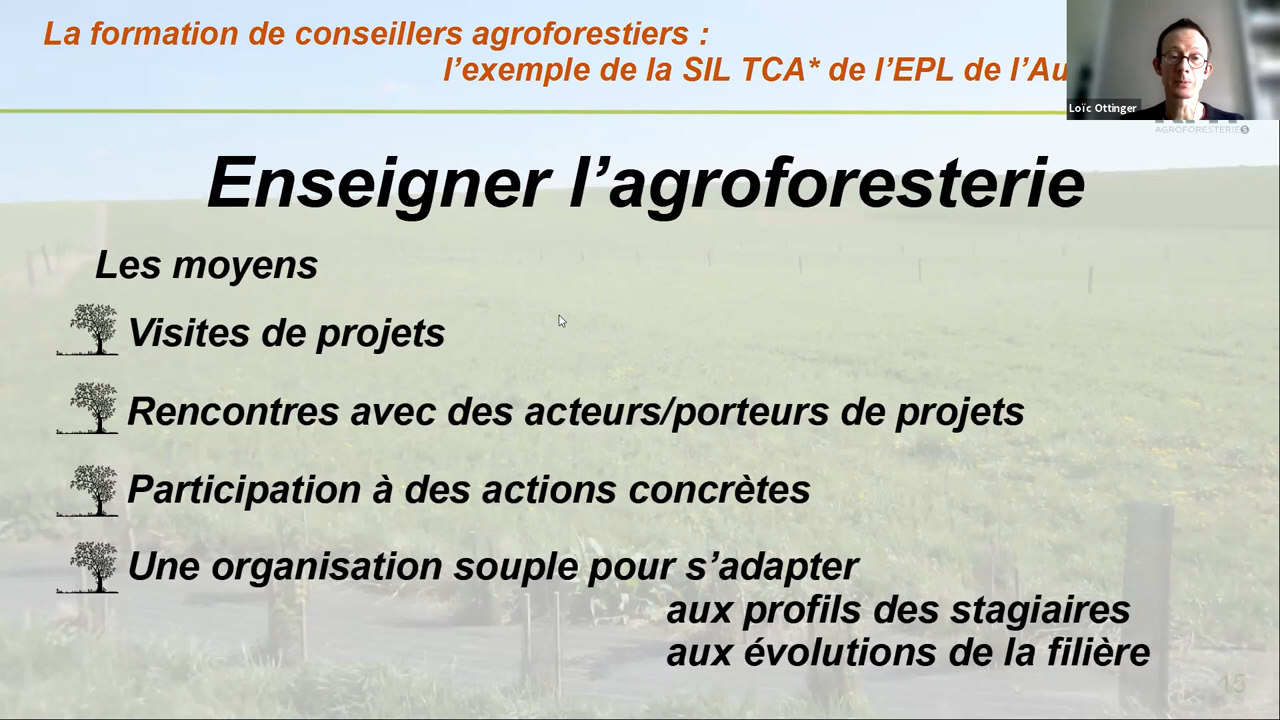 La formation de conseillers agroforestiers :
l’exemple de la SIL TCA* de l’EPL de l’Au
Loïc Ottinger
AGROFORESTERIES
Enseigner l’agroforesterie
Les moyens
Visites de projets
Rencontres avec des acteurs/porteurs de projets
Participation à des actions concrètes
Une organisation souple pour s’adapter
aux profils des stagiaires
aux évolutions de la filière
15